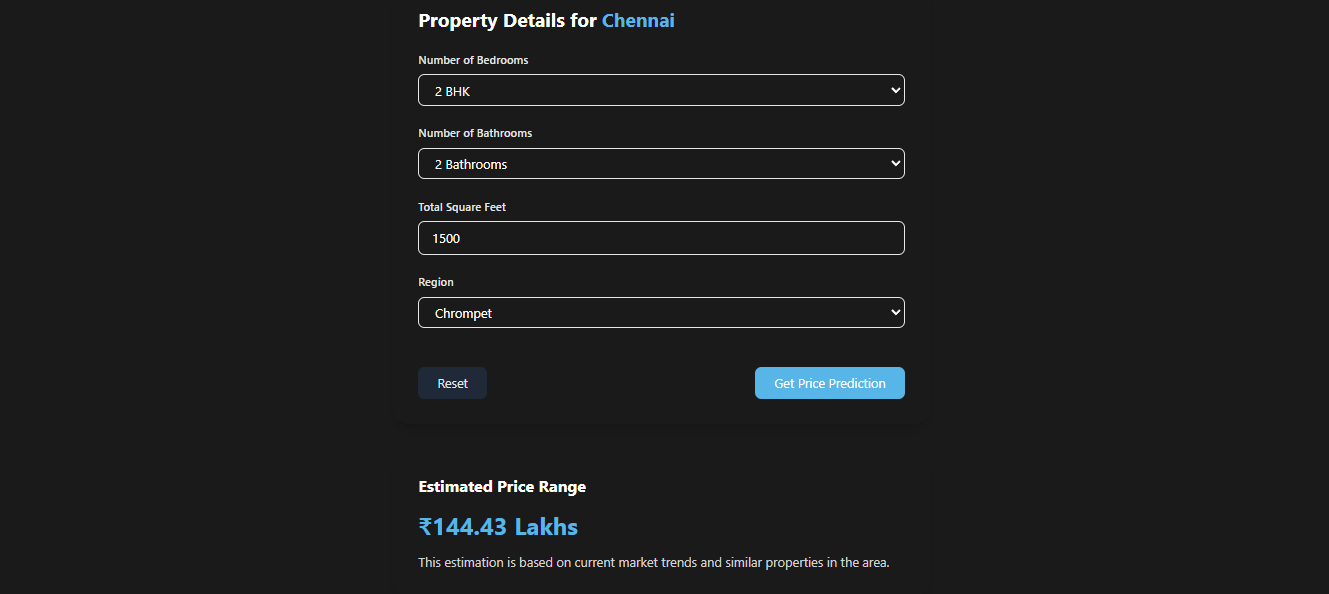 Property Details for Chennai
Number of Bedrooms
2 BHK
Number of Bathrooms
2 Bathrooms
Total Square Feet
1500
Region
Chrompet
Reset
Get Price Prediction
Estimated Price Range
₹144.43 Lakhs
This estimation is based on current market trends and similar properties in the area.